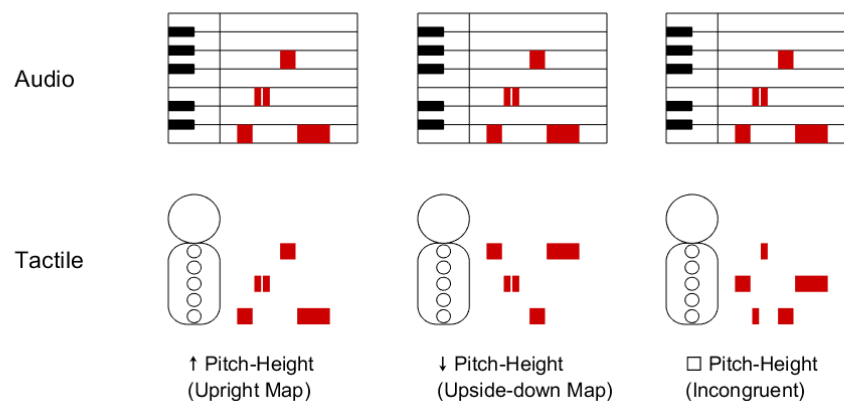 Audio
Tactile
↑ Pitch-Height
(Upright Map)
↓ Pitch-Height
(Upside-down Map)
□ Pitch-Height
(Incongruent)